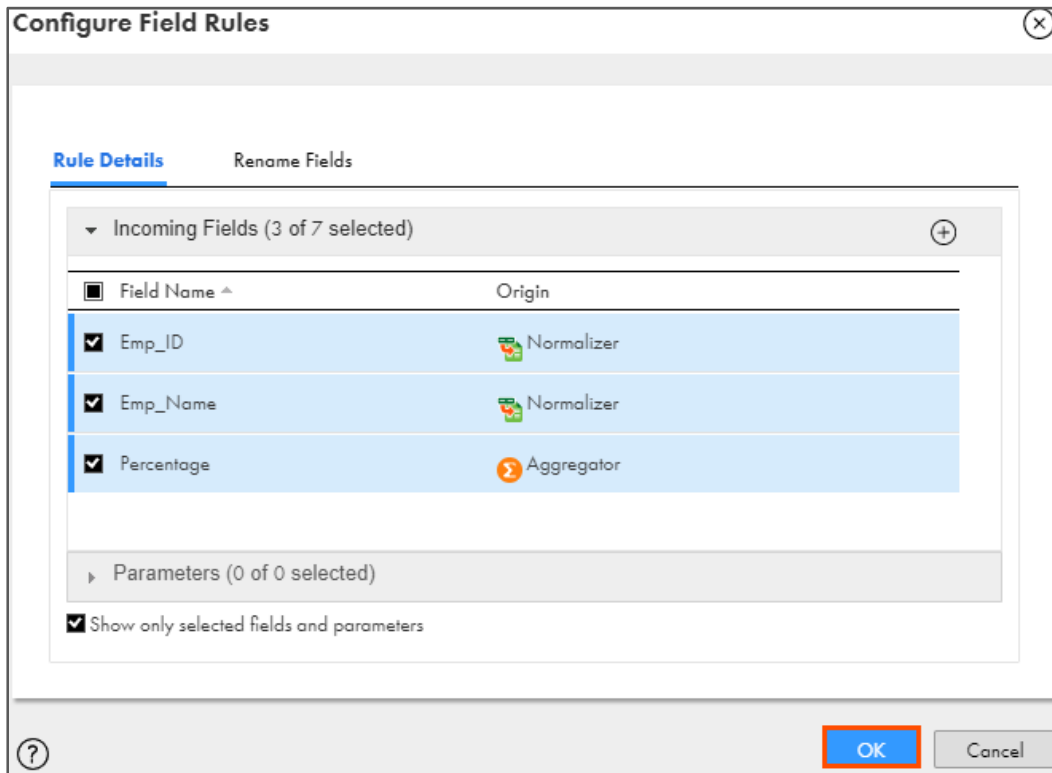 Configure Field Rules
Rule Details Rename Fields
Incoming Fields (3 of 7 selected)
Field Name Origin
Emp_ID Normalizer
Emp_Name Normalizer
Percentage Aggregator
Parameters (0 of 0 selected)
Show only selected fields and parameters
? OK Cancel